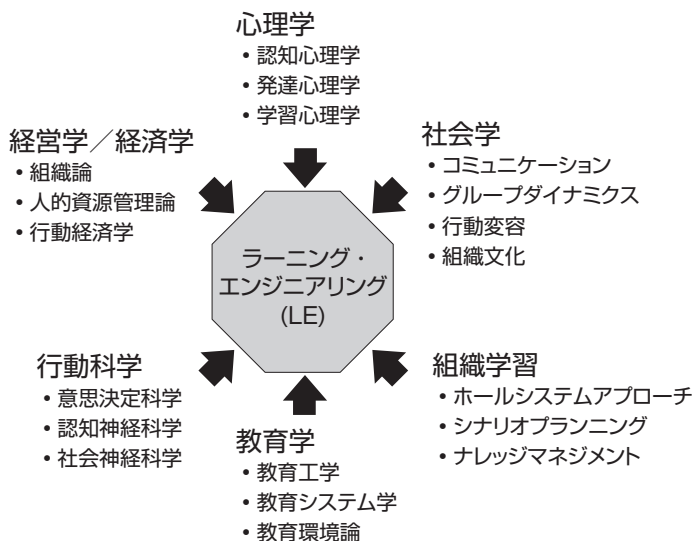 心理学
• 認知心理学
• 発達心理学
• 学習心理学
経営学／経済学
• 組織論
• 人的資源管理論
• 行動経済学
社会学
• コミュニケーション
• グループダイナミクス
• 行動変容
• 組織文化
ラーニング・
エンジニアリング
(LE)
行動科学
• 意思決定科学
• 認知神経科学
• 社会神経科学
教育学
• 教育工学
• 教育システム学
• 教育環境論
組織学習
• ホールシステムアプローチ
• シナリオプランニング
• ナレッジマネジメント